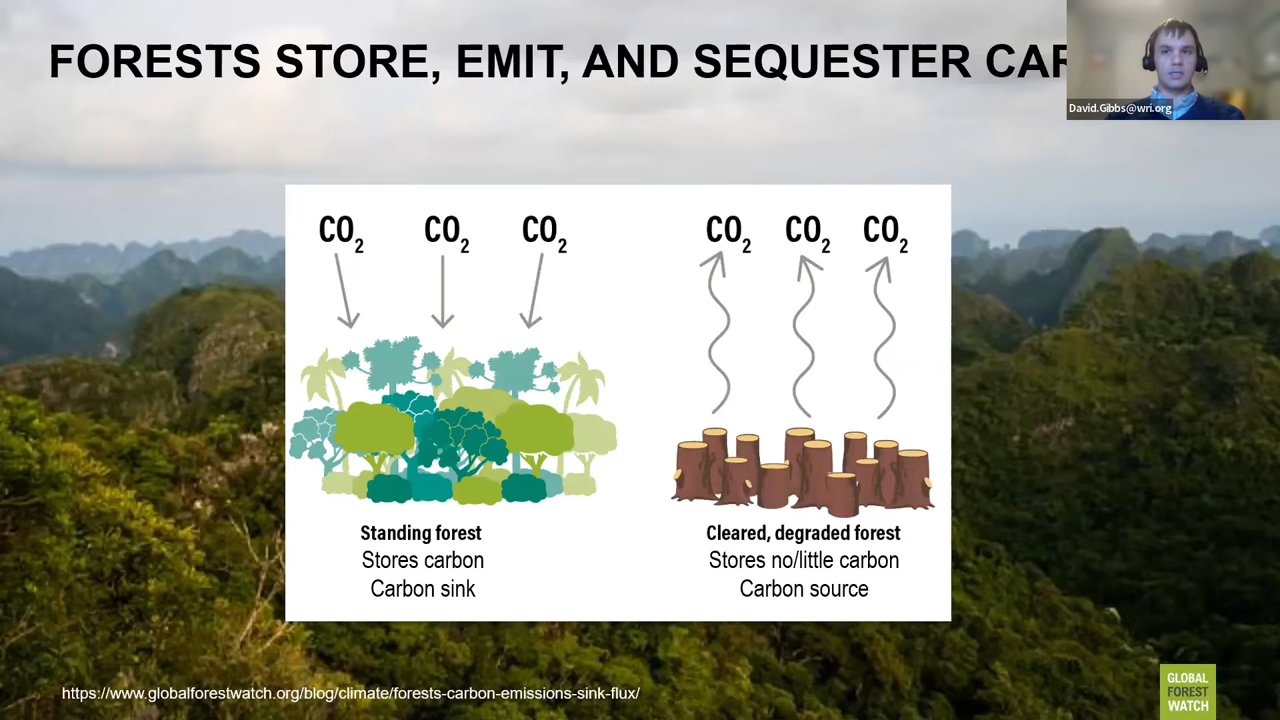 FORESTS STORE, EMIT, AND SEQUESTER CAR
David.Gibbs@wri.org
CO2 CO2 CO2
CO2 CO2 CO2
Standing forest
Stores carbon
Carbon sink
Cleared, degraded forest
Stores no/little carbon
Carbon source
https://www.globalforestwatch.org/blog/climate/forests-carbon-emissions-sink-flux/
GLOBAL
FOREST
WATCH